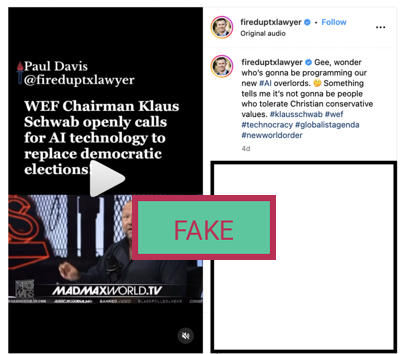 Paul Davis
@fireduptxlawyer
WEF Chairman Klaus
Schwab openly calls
for AI technology to
replace democratic
elections.
FAKE
MADMAXWORLD.TV
BANNED.VIDEO
fireduptxlawyer • Follow
Original audio
fireduptxlawyer Gee, wonder
who's gonna be programming our
new #AI overlords. 🤔 Something
tells me it's not gonna be people
who tolerate Christian conservative
values. #klausschwab #wef
#technocracy #globalistagenda
#newworldorder
4d